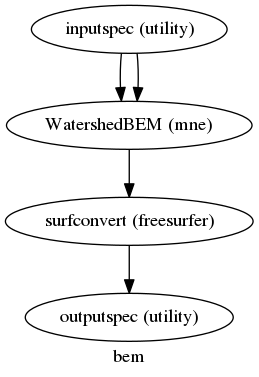 inputspec (utility)
WatershedBEM (mne)
surfconvert (freesurfer)
outputspec (utility)
bem